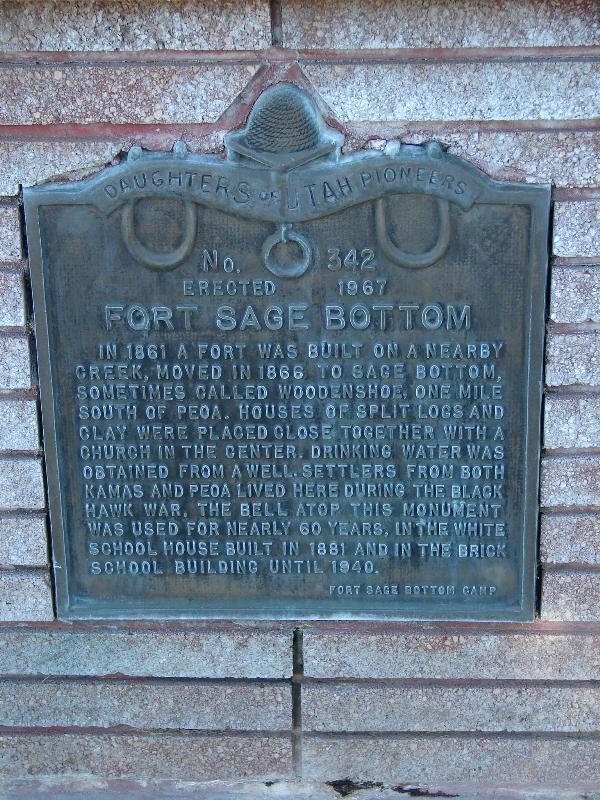 DAUGHTERS OF UTAH PIONEERS
No. 342
ERECTED 1967
FORT SAGE BOTTOM
IN 1861 A FORT WAS BUILT ON A NEARBY
CREEK, MOVED IN 1866 TO SAGE BOTTOM,
SOMETIMES CALLED WOODENSHOE, ONE MILE
SOUTH OF PEOA. HOUSES OF SPLIT LOGS AND
CLAY WERE PLACED CLOSE TOGETHER WITH A
CHURCH IN THE CENTER. DRINKING WATER WAS
OBTAINED FROM A WELL. SETTLERS FROM BOTH
KAMAS AND PEOA LIVED HERE DURING THE BLACK
HAWK WAR. THE BELL ATOP THIS MONUMENT
WAS USED FOR NEARLY 60 YEARS, IN THE WHITE
SCHOOL HOUSE BUILT IN 1881 AND IN THE BRICK
SCHOOL BUILDING UNTIL 1940.
FORT SAGE BOTTOM CAMP